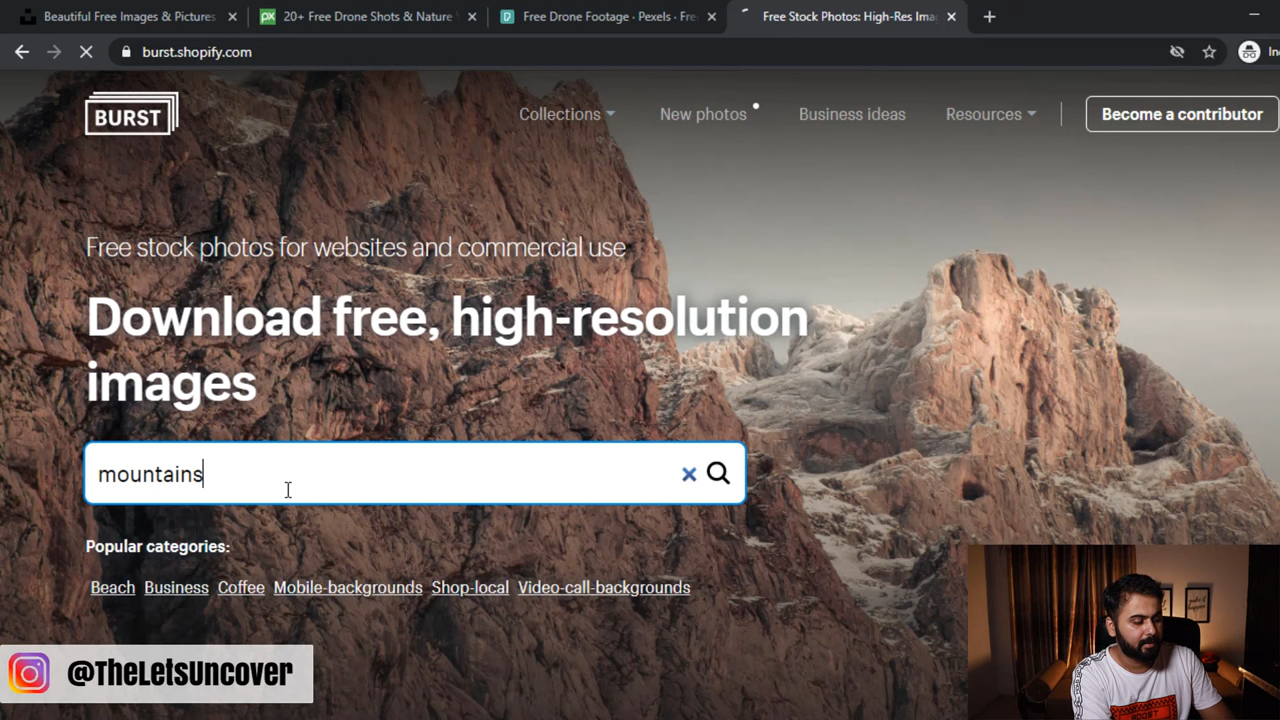 Beautiful Free Images & Pictures
20+ Free Drone Shots & Nature
Free Drone Footage · Pexels · Fre
Free Stock Photos: High-Res Ima
burst.shopify.com
BURST
Collections
New photos
Business ideas
Resources
Become a contributor
Free stock photos for websites and commercial use
Download free, high-resolution
images
mountains
Popular categories:
Beach Business Coffee Mobile-backgrounds Shop-local Video-call-backgrounds
@TheLetsUncover